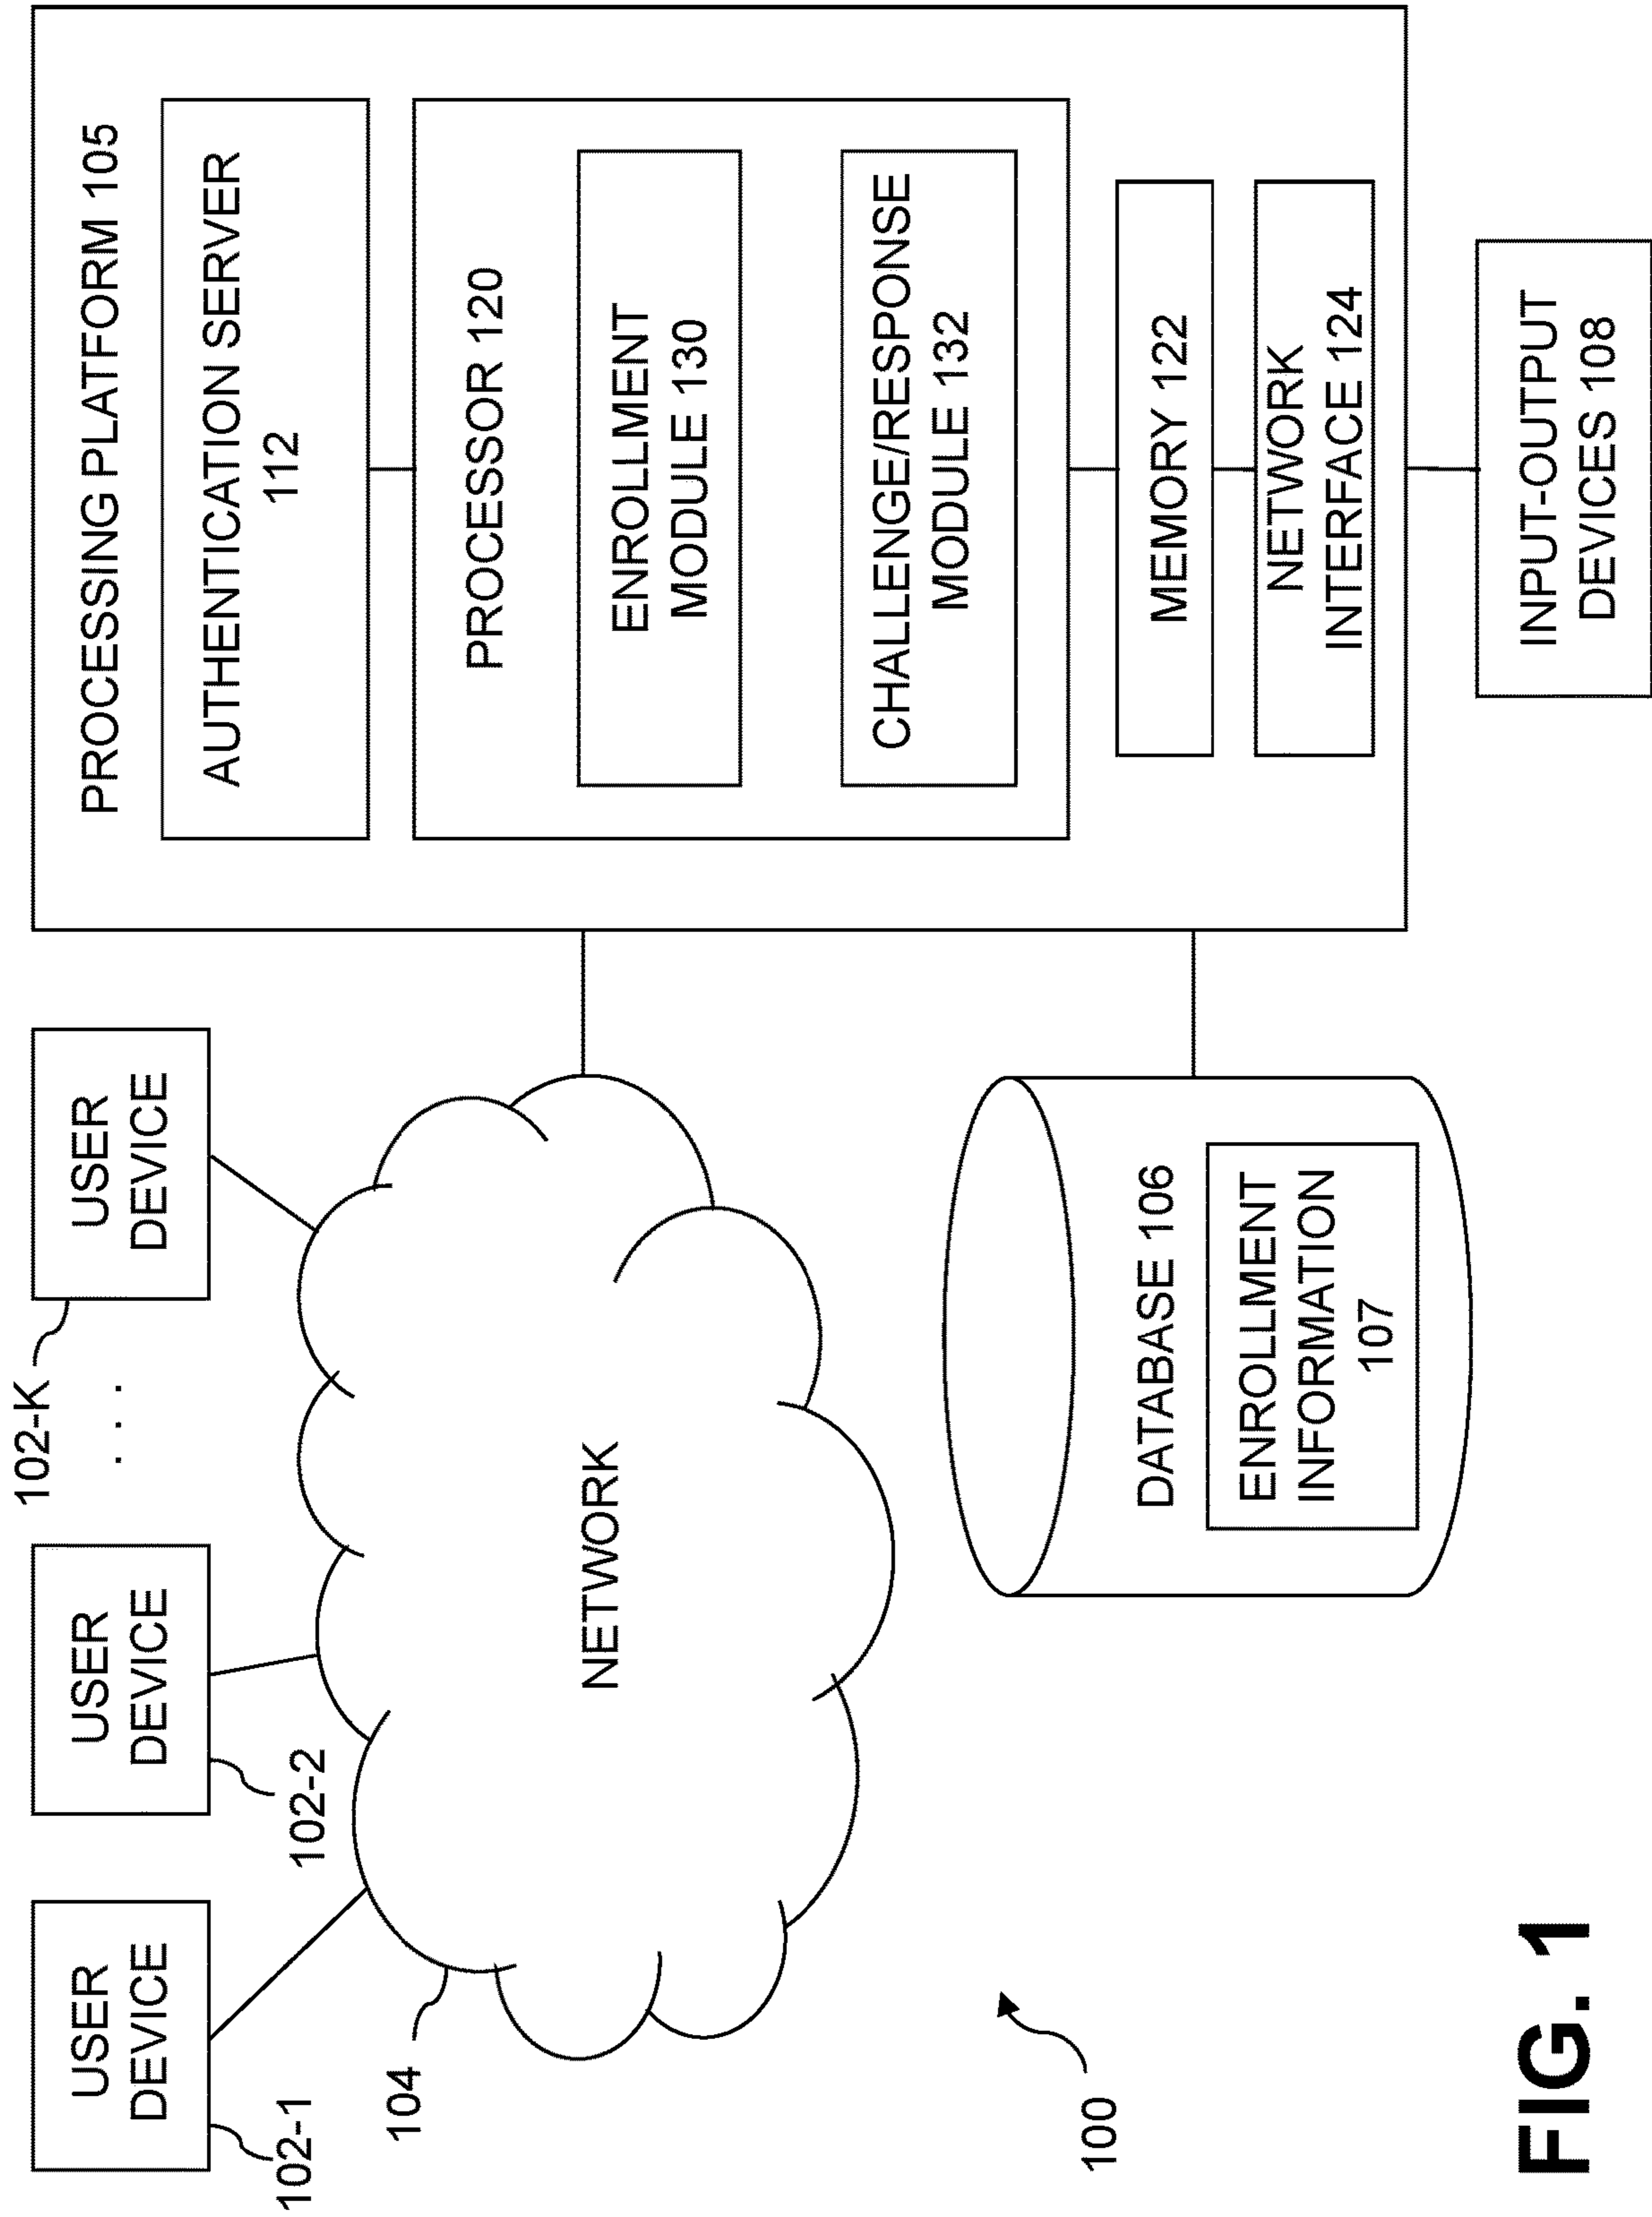 102-1
USER
DEVICE
102-2
USER
DEVICE
102-K
. . .
USER
DEVICE
104
NETWORK
100
PROCESSING PLATFORM 105
AUTHENTICATION SERVER
112
PROCESSOR 120
ENROLLMENT
MODULE 130
CHALLENGE/RESPONSE
MODULE 132
MEMORY 122
NETWORK
INTERFACE 124
DATABASE 106
ENROLLMENT
INFORMATION
107
INPUT-OUTPUT
DEVICES 108
FIG. 1